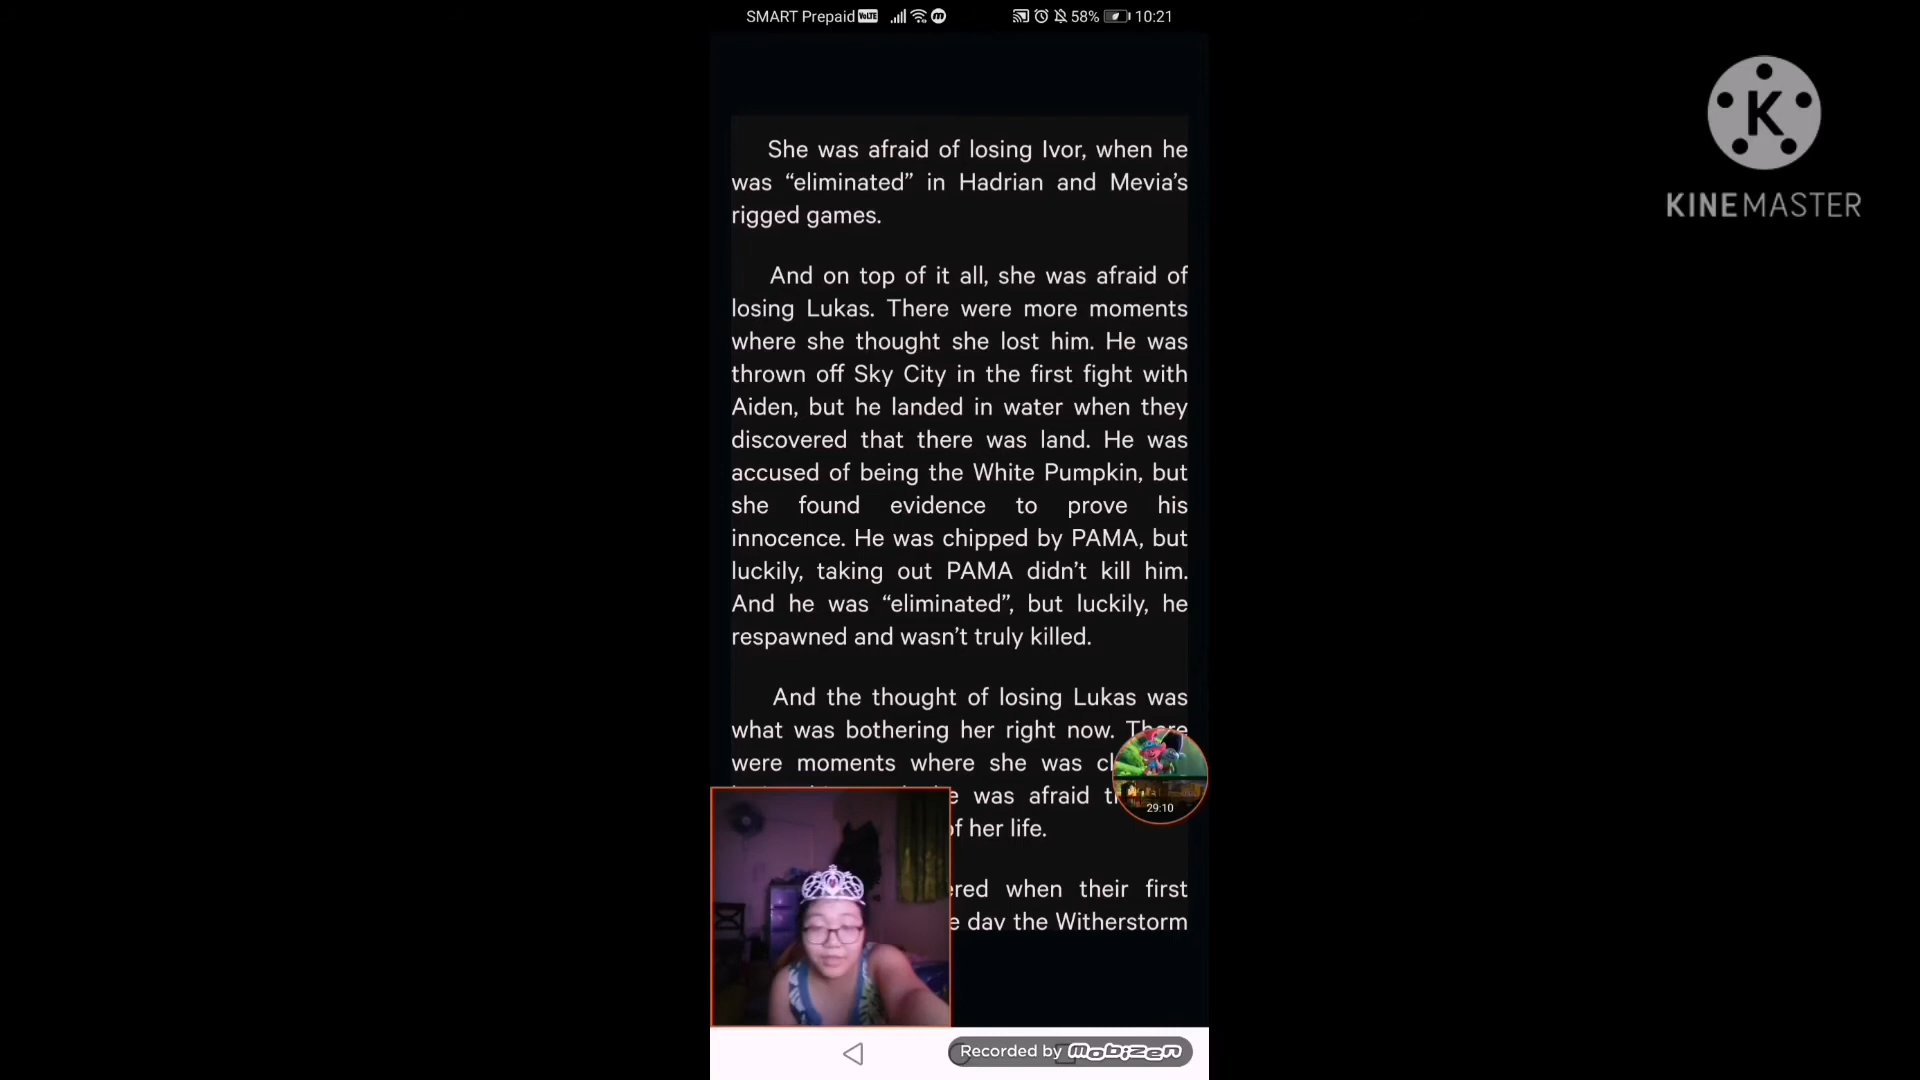 SMART Prepaid VoLTE 58% 10:21
K
KINEMASTER
She was afraid of losing Ivor, when he
was “eliminated” in Hadrian and Mevia’s
rigged games.
And on top of it all, she was afraid of
losing Lukas. There were more moments
where she thought she lost him. He was
thrown off Sky City in the first fight with
Aiden, but he landed in water when they
discovered that there was land. He was
accused of being the White Pumpkin, but
she found evidence to prove his
innocence. He was chipped by PAMA, but
luckily, taking out PAMA didn’t kill him.
And he was “eliminated”, but luckily, he
respawned and wasn’t truly killed.
And the thought of losing Lukas was
what was bothering her right now. There
were moments where she was
was afraid
of her life.
29:10
when their first
day the Witherstorm
Recorded by mobizen